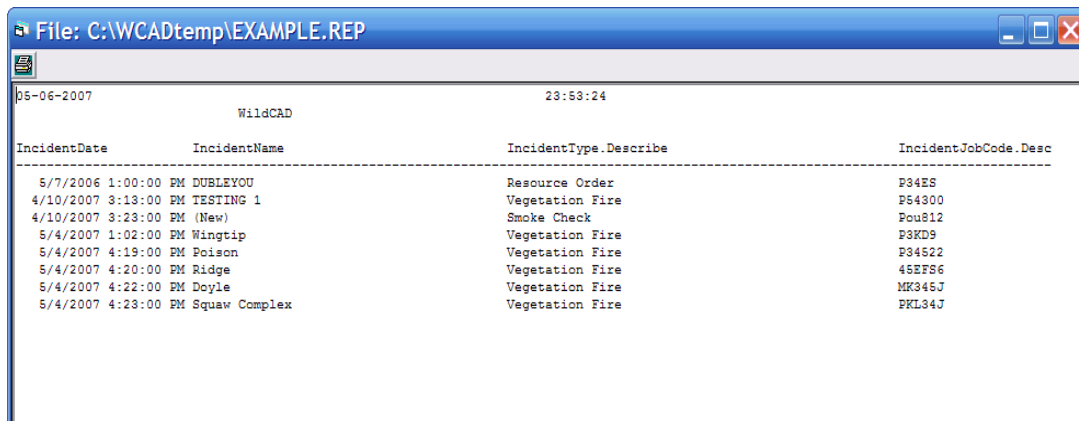 File: C:\WCADtemp\EXAMPLE.REP
05-06-2007 23:53:24
WildCAD
IncidentDate IncidentName IncidentType.Describe IncidentJobCode.Desc
5/7/2006 1:00:00 PM DUBLEYOU Resource Order P34ES
4/10/2007 3:13:00 PM TESTING 1 Vegetation Fire P54300
4/10/2007 3:23:00 PM (New) Smoke Check Pou812
5/4/2007 1:02:00 PM Wingtip Vegetation Fire P3KD9
5/4/2007 4:19:00 PM Poison Vegetation Fire P34522
5/4/2007 4:20:00 PM Ridge Vegetation Fire 45EFS6
5/4/2007 4:22:00 PM Doyle Vegetation Fire MK345J
5/4/2007 4:23:00 PM Squaw Complex Vegetation Fire PKL34J